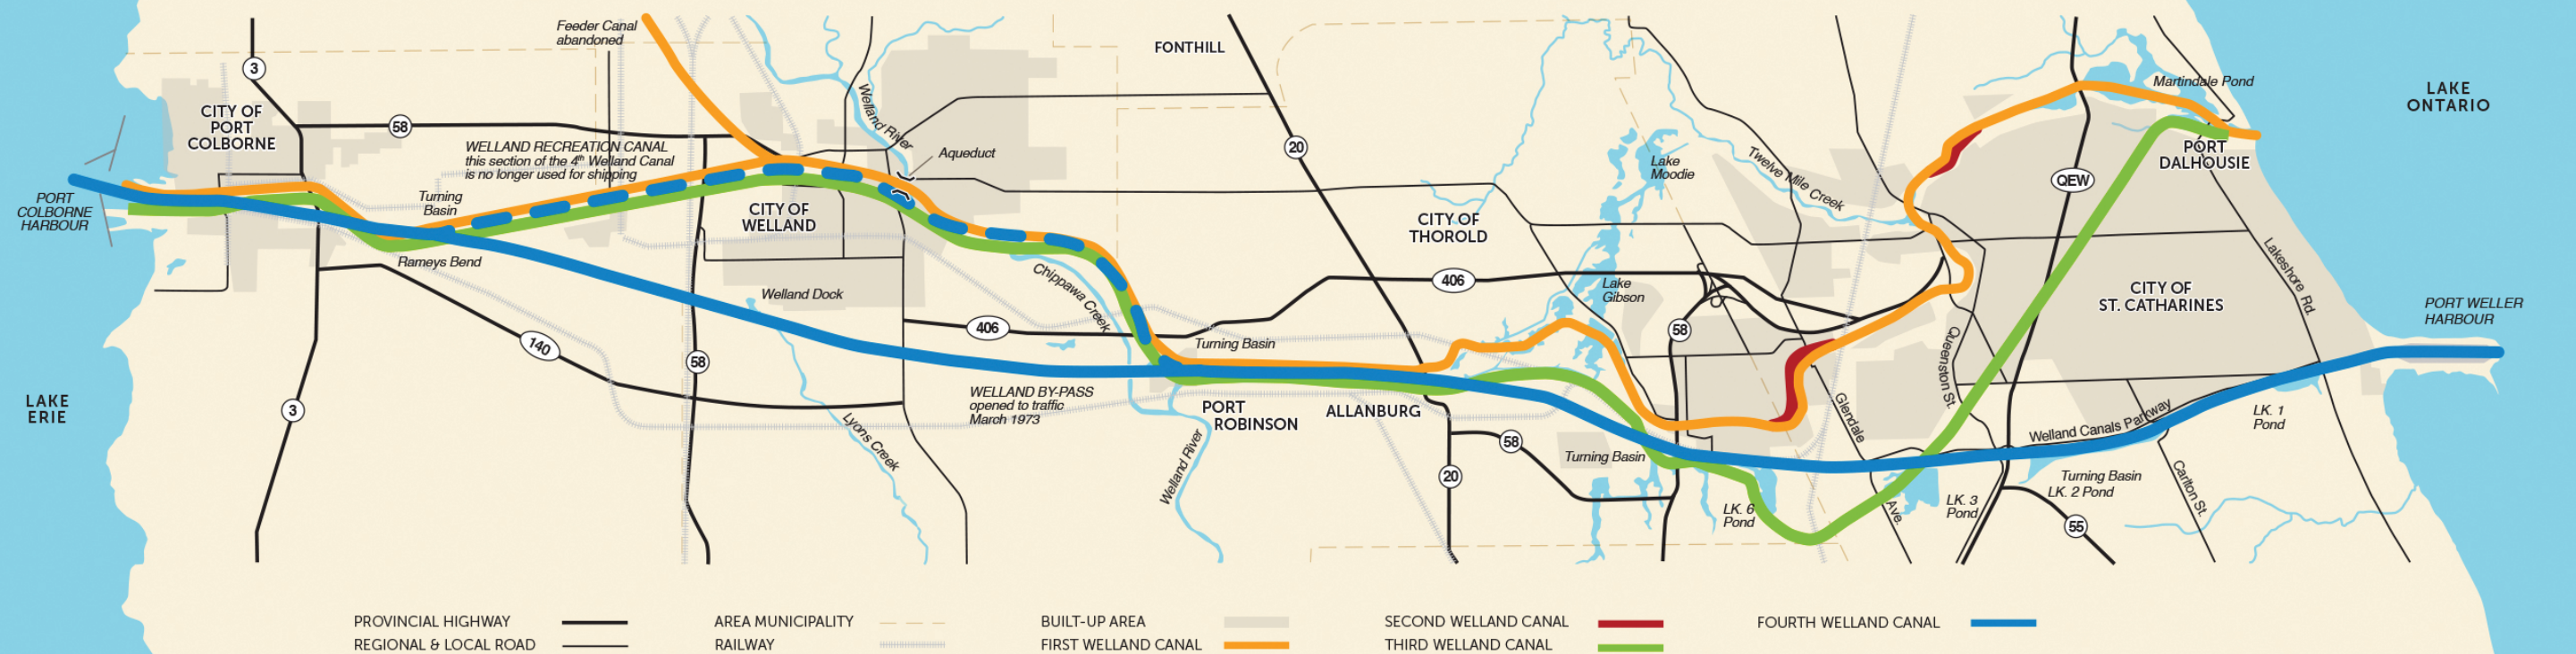 Feeder Canal
abandoned
3
CITY OF
PORT
COLBORNE
58
WELLAND RECREATION CANAL
this section of the 4th Welland Canal
is no longer used for shipping
Turning
Basin
PORT
COLBORNE
HARBOUR
Rameys Bend
LAKE
ERIE
3
140
58
CITY OF
WELLAND
Welland Dock
Welland River
Aqueduct
Chippawa Creek
406
Lyons Creek
WELLAND BY-PASS
opened to traffic
March 1973
FONTHILL
20
Turning Basin
PORT
ROBINSON
Welland River
ALLANBURG
CITY OF
THOROLD
406
Lake
Moodie
Lake
Gibson
Twelve Mile Creek
58
58
20
Turning Basin
LK. 6
Pond
Glendale
Ave.
Queenston St.
LK. 3
Pond
QEW
Martindale Pond
PORT
DALHOUSIE
LAKE
ONTARIO
Lakeshore Rd.
CITY OF
ST. CATHARINES
PORT WELLER
HARBOUR
Welland Canals Parkway
LK. 1
Pond
Turning Basin
LK. 2 Pond
Carlton St.
55
PROVINCIAL HIGHWAY
REGIONAL & LOCAL ROAD
AREA MUNICIPALITY
RAILWAY
BUILT-UP AREA
FIRST WELLAND CANAL
SECOND WELLAND CANAL
THIRD WELLAND CANAL
FOURTH WELLAND CANAL